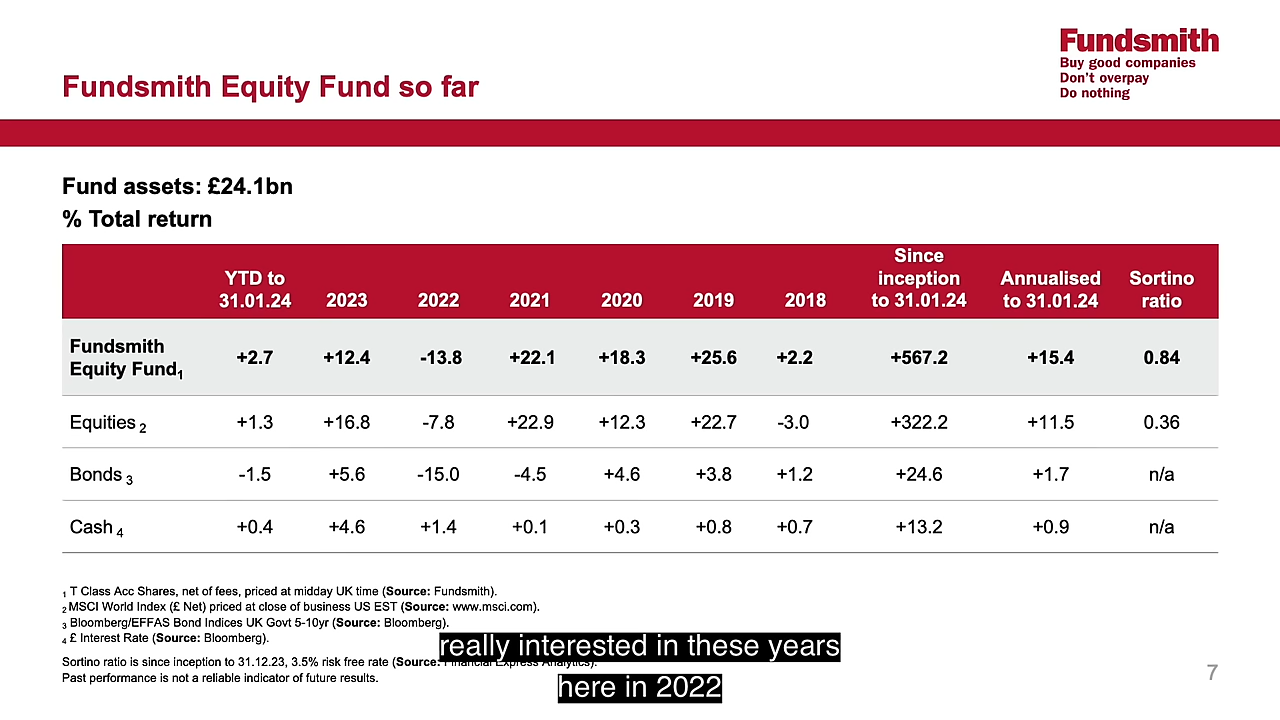 Fundsmith
Buy good companies
Don't overpay
Do nothing
Fundsmith Equity Fund so far
Fund assets: £24.1bn
% Total return
YTD to 31.01.24 2023 2022 2021 2020 2019 2018 Since inception to 31.01.24 Annualised to 31.01.24 Sortino ratio
Fundsmith Equity Fund1 +2.7 +12.4 -13.8 +22.1 +18.3 +25.6 +2.2 +567.2 +15.4 0.84
Equities 2 +1.3 +16.8 -7.8 +22.9 +12.3 +22.7 -3.0 +322.2 +11.5 0.36
Bonds 3 -1.5 +5.6 -15.0 -4.5 +4.6 +3.8 +1.2 +24.6 +1.7 n/a
Cash 4 +0.4 +4.6 +1.4 +0.1 +0.3 +0.8 +0.7 +13.2 +0.9 n/a
1 T Class Acc Shares, net of fees, priced at midday UK time (Source: Fundsmith).
2 MSCI World Index (£ Net) priced at close of business US EST (Source: www.msci.com).
3 Bloomberg/EFFAS Bond Indices UK Govt 5-10yr (Source: Bloomberg).
4 £ Interest Rate (Source: Bloomberg).
Sortino ratio is since inception to 31.12.23, 3.5% risk free rate (Source: Financial Express Analytics).
Past performance is not a reliable indicator of future results.
really interested in these years
here in 2022
7